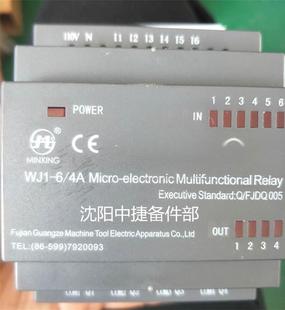 110V N I1 I2 I3 I4 I5 I6
POWER
1 2 3 4 5 6
IN
MINXING
CE
WJ1-6/4A Micro-electronic Multifunctional Relay
Executive Standard:Q/FJDQ 005
沈阳中捷备件部
Fujian Guangze Machine Tool Electric Apparatus Co.,Ltd
TEL:(86-599)7920093
OUT
1 2 3 4